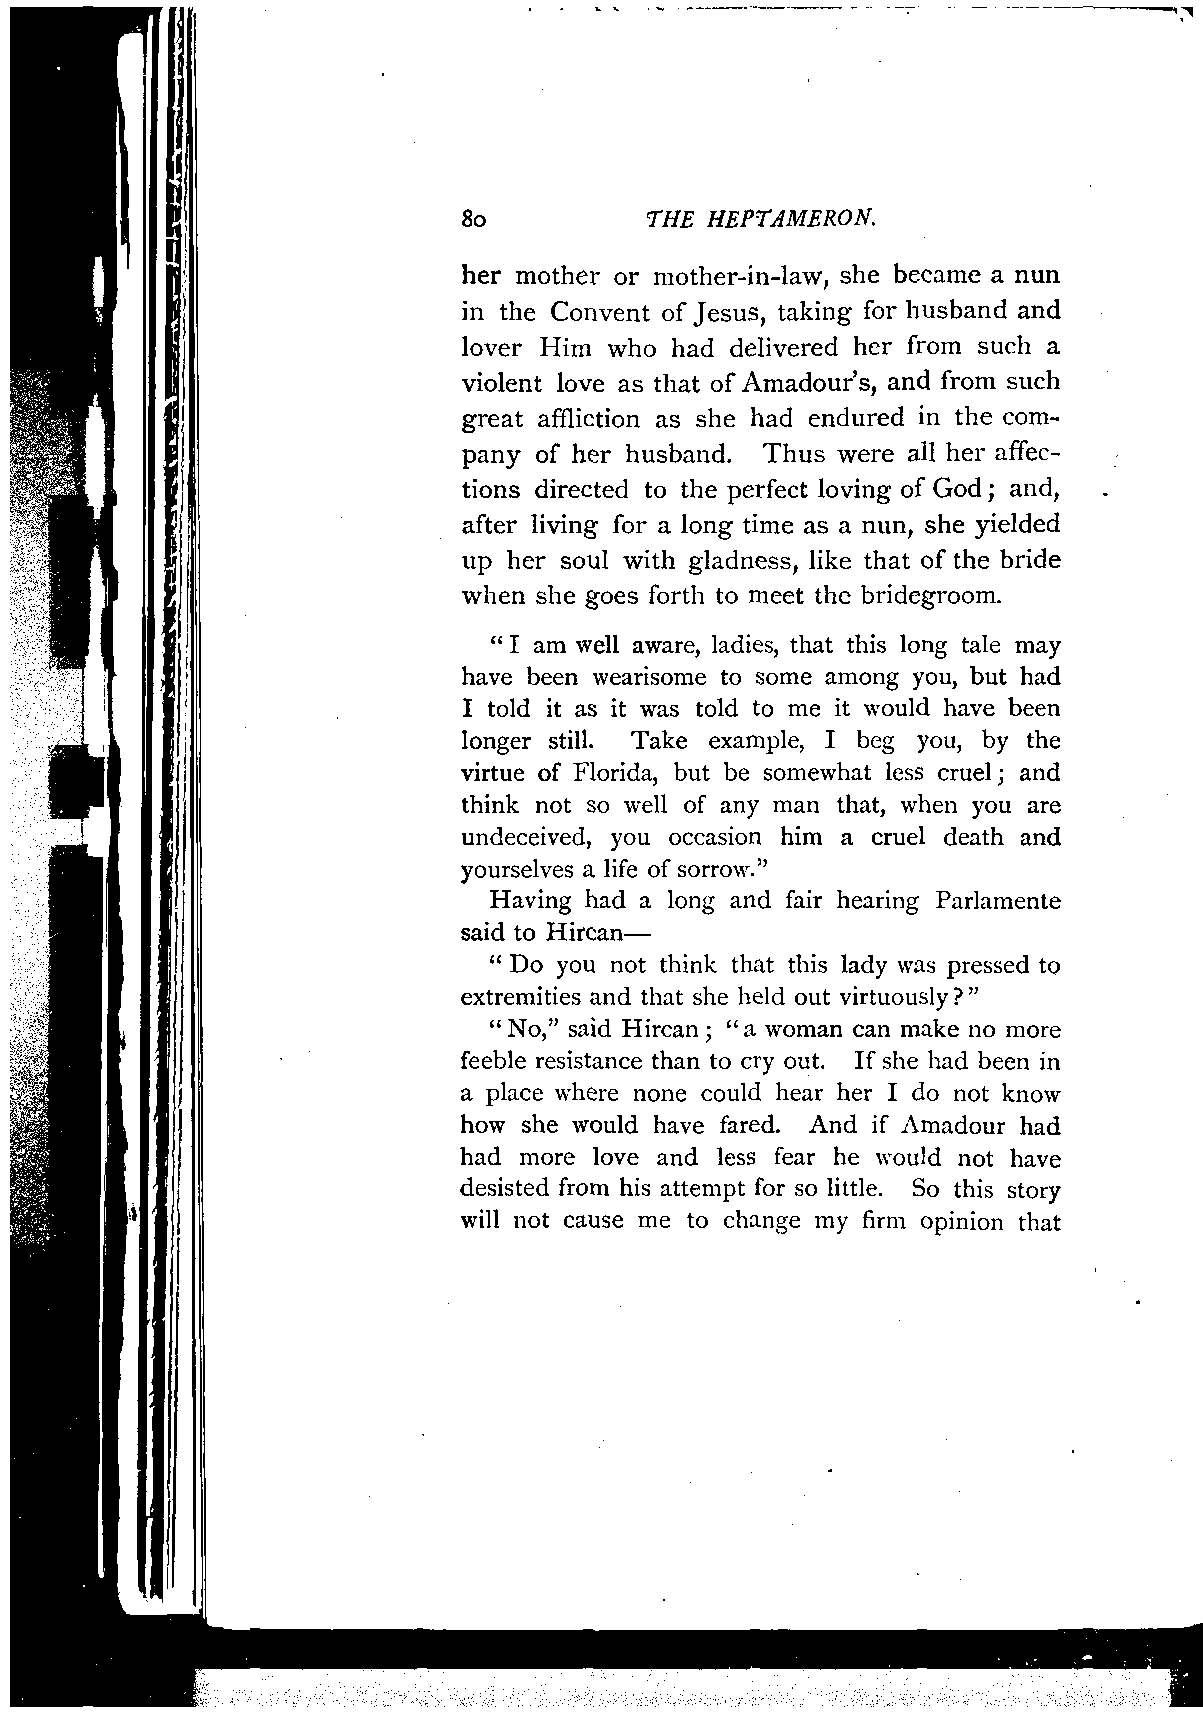 80 THE HEPTAMERON.
her mother or mother-in-law, she became a nun
in the Convent of Jesus, taking for husband and
lover Him who had delivered her from such a
violent love as that of Amadour's, and from such
great affliction as she had endured in the com-
pany of her husband. Thus were all her affec-
tions directed to the perfect loving of God; and,
after living for a long time as a nun, she yielded
up her soul with gladness, like that of the bride
when she goes forth to meet the bridegroom.
"I am well aware, ladies, that this long tale may
have been wearisome to some among you, but had
I told it as it was told to me it would have been
longer still. Take example, I beg you, by the
virtue of Florida, but be somewhat less cruel; and
think not so well of any man that, when you are
undeceived, you occasion him a cruel death and
yourselves a life of sorrow."
Having had a long and fair hearing Parlamente
said to Hircan—
"Do you not think that this lady was pressed to
extremities and that she held out virtuously?"
"No," said Hircan; "a woman can make no more
feeble resistance than to cry out. If she had been in
a place where none could hear her I do not know
how she would have fared. And if Amadour had
had more love and less fear he would not have
desisted from his attempt for so little. So this story
will not cause me to change my firm opinion that